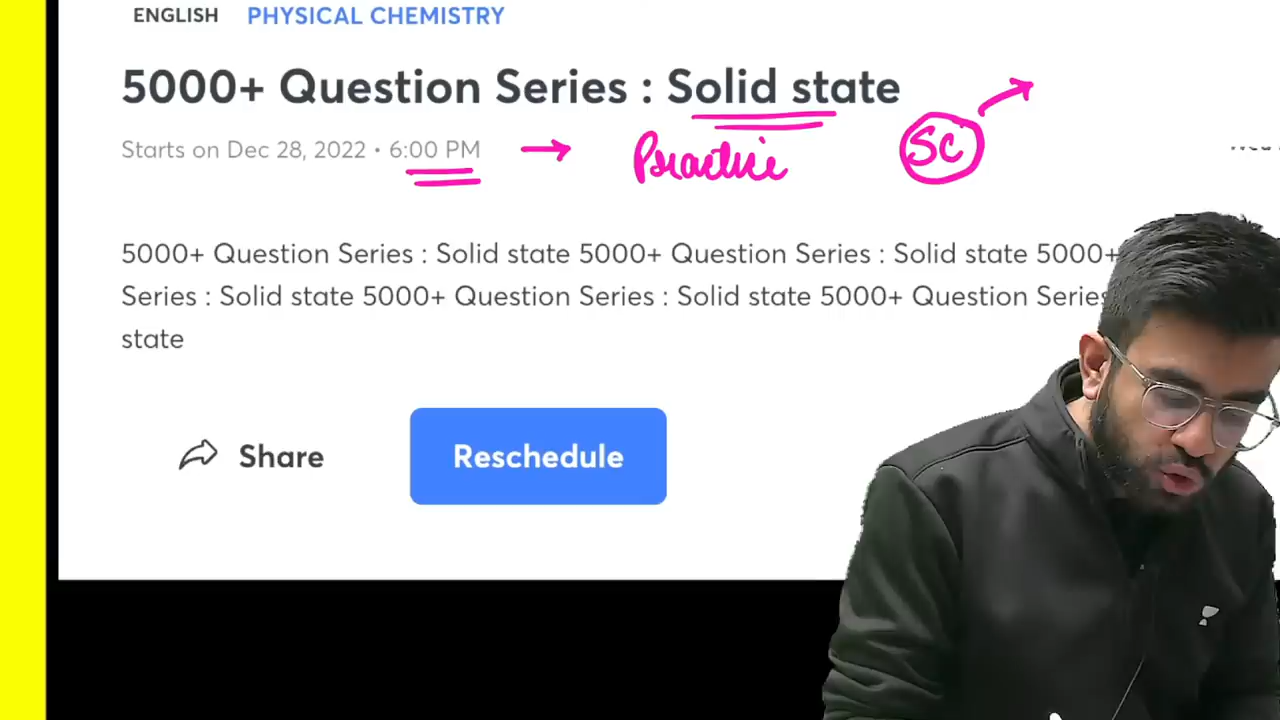 ENGLISH PHYSICAL CHEMISTRY
5000+ Question Series : Solid state
Starts on Dec 28, 2022 • 6:00 PM → Practice SC
5000+ Question Series : Solid state 5000+ Question Series : Solid state 5000+
Series : Solid state 5000+ Question Series : Solid state 5000+ Question Series
state
Share Reschedule